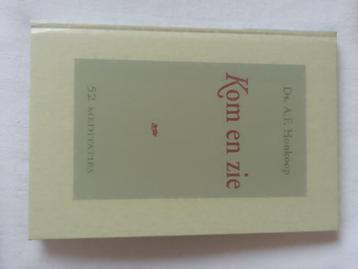 Ds. A.F. Honkoop
Kom en zie
52 MEDITATIES